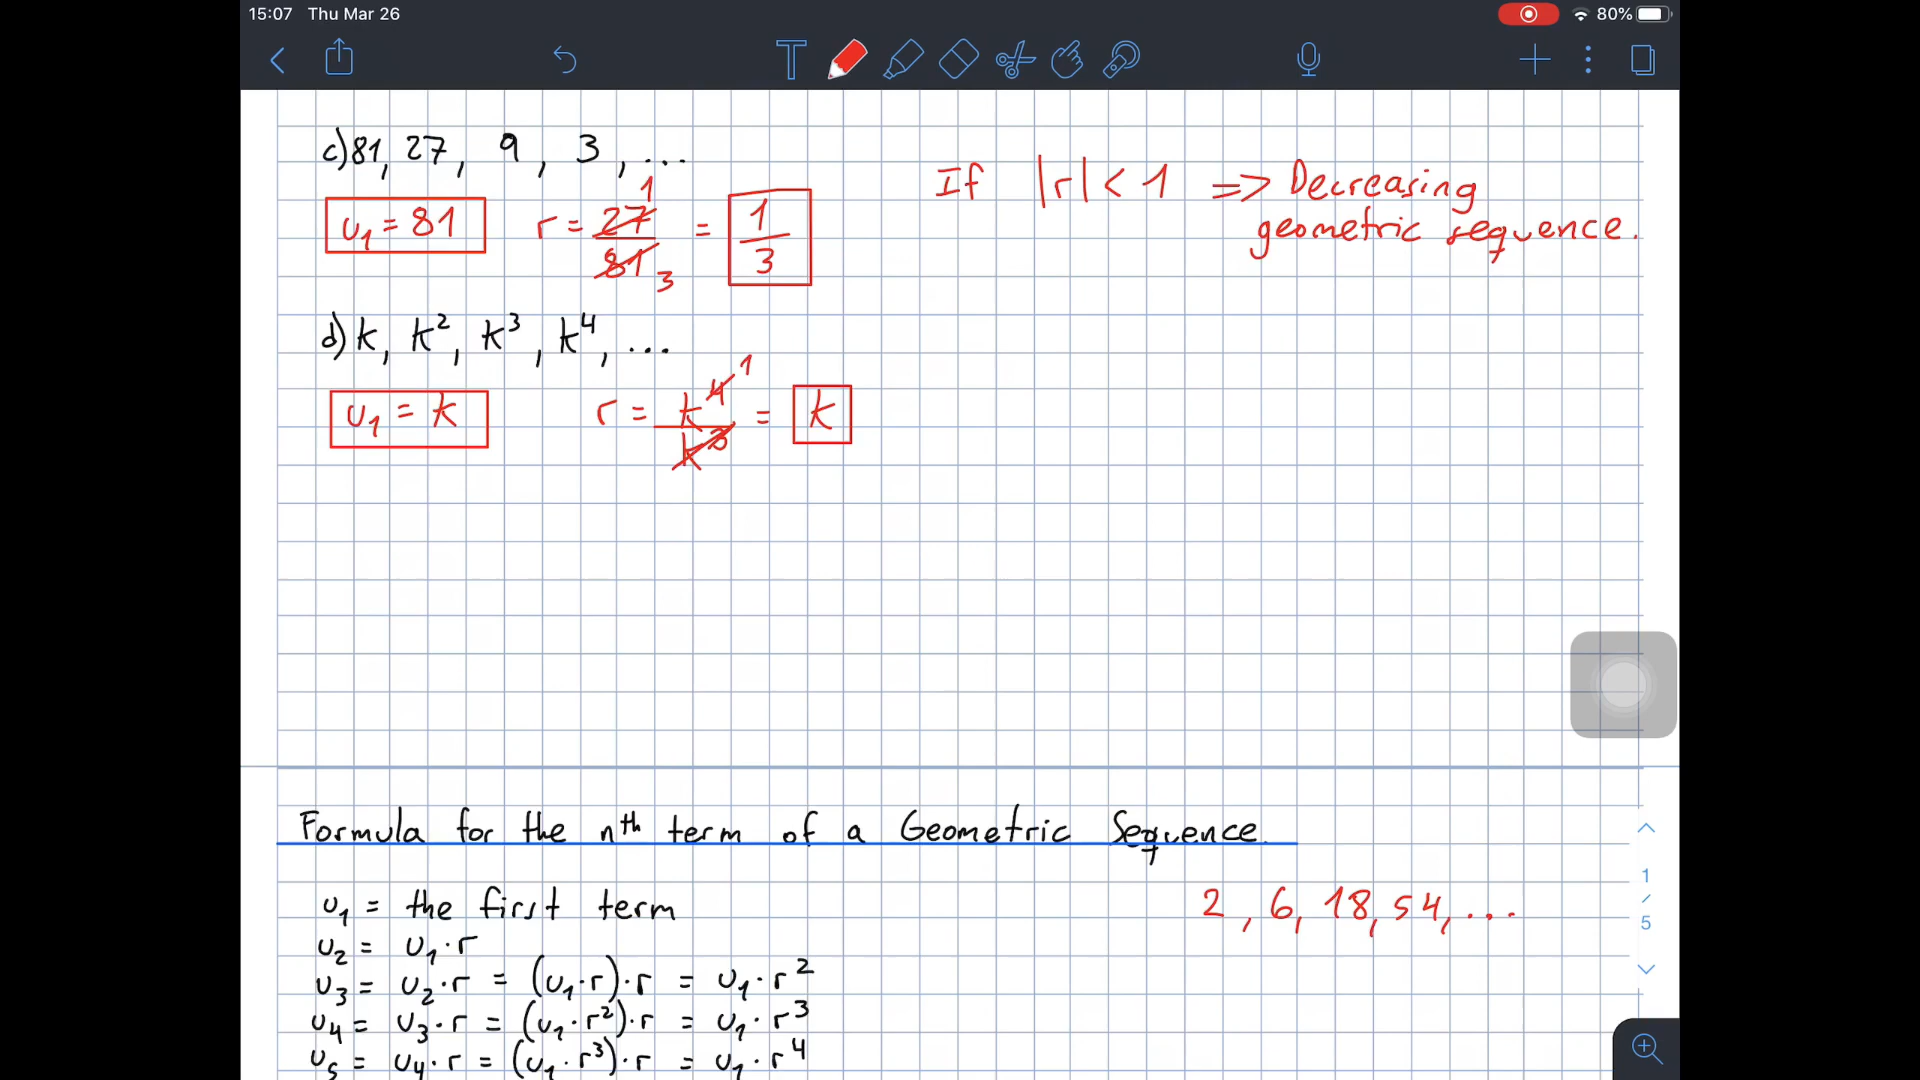 15:07 Thu Mar 26 80%
c) 81, 27, 9, 3, ...
If |r| < 1 => Decreasing
geometric sequence.
u₁ = 81 r = 27/81 1 3 = 1/3
d) k, k², k³, k⁴, ...
u₁ = k r = k⁴/k³ 1 = k
Formula for the nᵗʰ term of a Geometric Sequence.
u₁ = the first term
2, 6, 18, 54, ...
u₂ = u₁·r
u₃ = u₂·r = (u₁·r)·r = u₁·r²
u₄ = u₃·r = (u₁·r²)·r = u₁·r³
u₅ = u₄·r = (u₁·r³)·r = u₁·r⁴
1/5